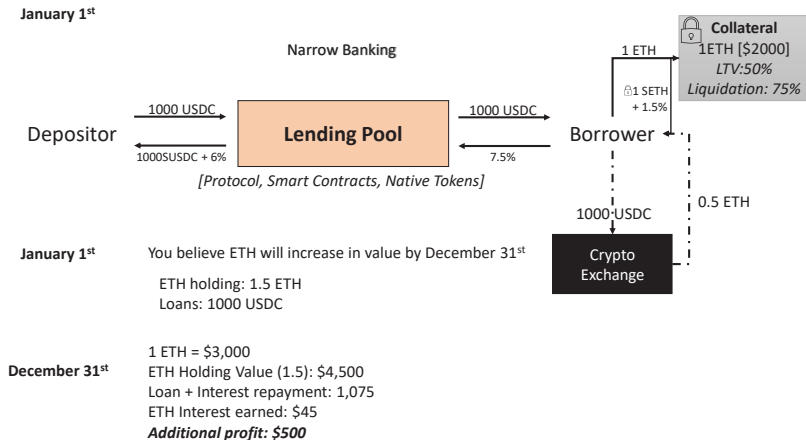 January 1st
Narrow Banking
Collateral
1ETH [$2000]
LTV:50%
Liquidation: 75%
1 ETH
1 SETH
+ 1.5%
Depositor
1000 USDC
1000SUSDC + 6%
Lending Pool
1000 USDC
7.5%
Borrower
[Protocol, Smart Contracts, Native Tokens]
1000 USDC
0.5 ETH
Crypto
Exchange
January 1st
You believe ETH will increase in value by December 31st
ETH holding: 1.5 ETH
Loans: 1000 USDC
December 31st
1 ETH = $3,000
ETH Holding Value (1.5): $4,500
Loan + Interest repayment: 1,075
ETH Interest earned: $45
Additional profit: $500